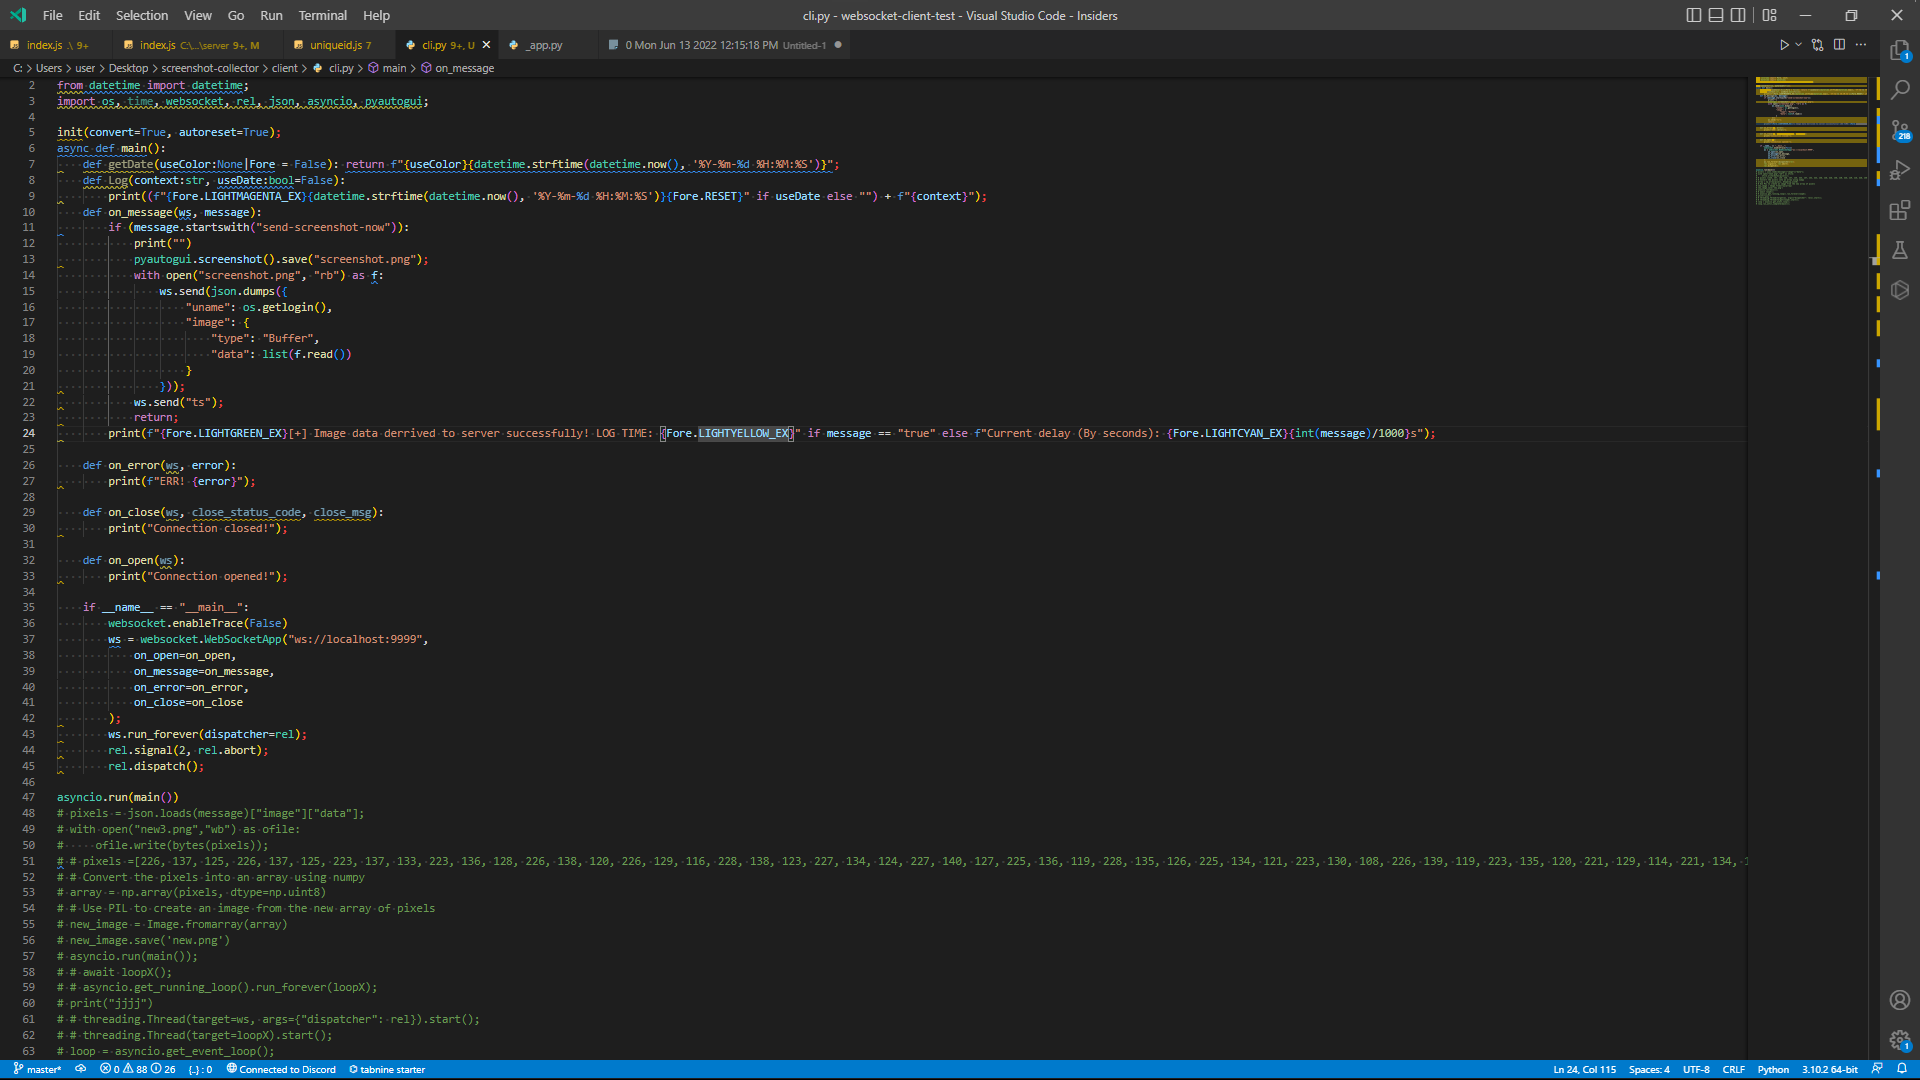 File Edit Selection View Go Run Terminal Help
cli.py - websocket-client-test - Visual Studio Code - Insiders
index.js .\ 9+ index.js C:\...\server 9+, M uniqueid.js 7 cli.py 9+, U _app.py 0 Mon Jun 13 2022 12:15:18 PM Untitled-1
C: > Users > user > Desktop > screenshot-collector > client > cli.py > main > on_message
2 from datetime import datetime;
3 import os, time, websocket, rel, json, asyncio, pyautogui;
4
5 init(convert=True, autoreset=True);
6 async def main():
7 def getDate(useColor:None|Fore = False): return f"{useColor}{datetime.strftime(datetime.now(), '%Y-%m-%d %H:%M:%S')}";
8 def Log(context:str, useDate:bool=False):
9 print((f"{Fore.LIGHTMAGENTA_EX}{datetime.strftime(datetime.now(), '%Y-%m-%d %H:%M:%S')}{Fore.RESET}" if useDate else "") + f"{context}");
10 def on_message(ws, message):
11 if (message.startswith("send-screenshot-now")):
12 print("")
13 pyautogui.screenshot().save("screenshot.png");
14 with open("screenshot.png", "rb") as f:
15 ws.send(json.dumps({
16 "uname": os.getlogin(),
17 "image": {
18 "type": "Buffer",
19 "data": list(f.read())
20 }
21 }));
22 ws.send("ts");
23 return;
24 print(f"{Fore.LIGHTGREEN_EX}[+] Image data derrived to server successfully! LOG TIME: {Fore.LIGHTYELLOW_EX}" if message == "true" else f"Current delay (By seconds): {Fore.LIGHTCYAN_EX}{int(message)/1000}s");
25
26 def on_error(ws, error):
27 print(f"ERR! {error}");
28
29 def on_close(ws, close_status_code, close_msg):
30 print("Connection closed!");
31
32 def on_open(ws):
33 print("Connection opened!");
34
35 if __name__ == "__main__":
36 websocket.enableTrace(False)
37 ws = websocket.WebSocketApp("ws://localhost:9999",
38 on_open=on_open,
39 on_message=on_message,
40 on_error=on_error,
41 on_close=on_close
42 );
43 ws.run_forever(dispatcher=rel);
44 rel.signal(2, rel.abort);
45 rel.dispatch();
46
47 asyncio.run(main())
48 # pixels = json.loads(message)["image"]["data"];
49 # with open("new3.png","wb") as ofile:
50 # ofile.write(bytes(pixels));
51 # # pixels =[226, 137, 125, 226, 137, 125, 223, 137, 133, 223, 136, 128, 226, 138, 120, 226, 129, 116, 228, 138, 123, 227, 134, 124, 227, 140, 127, 225, 136, 119, 228, 135, 126, 225, 134, 121, 223, 130, 108, 226, 139, 119, 223, 135, 120, 221, 129, 114, 221, 134,
52 # # Convert the pixels into an array using numpy
53 # array = np.array(pixels, dtype=np.uint8)
54 # # Use PIL to create an image from the new array of pixels
55 # new_image = Image.fromarray(array)
56 # new_image.save('new.png')
57 # asyncio.run(main());
58 # # await loopX();
59 # # asyncio.get_running_loop().run_forever(loopX);
60 # print("jjjj")
61 # # threading.Thread(target=ws, args={"dispatcher": rel}).start();
62 # # threading.Thread(target=loopX).start();
63 # loop = asyncio.get_event_loop();
1
218
1
master* 0 88 26 {..} : 0 Connected to Discord tabnine starter Ln 24, Col 115 Spaces: 4 UTF-8 CRLF Python 3.10.2 64-bit